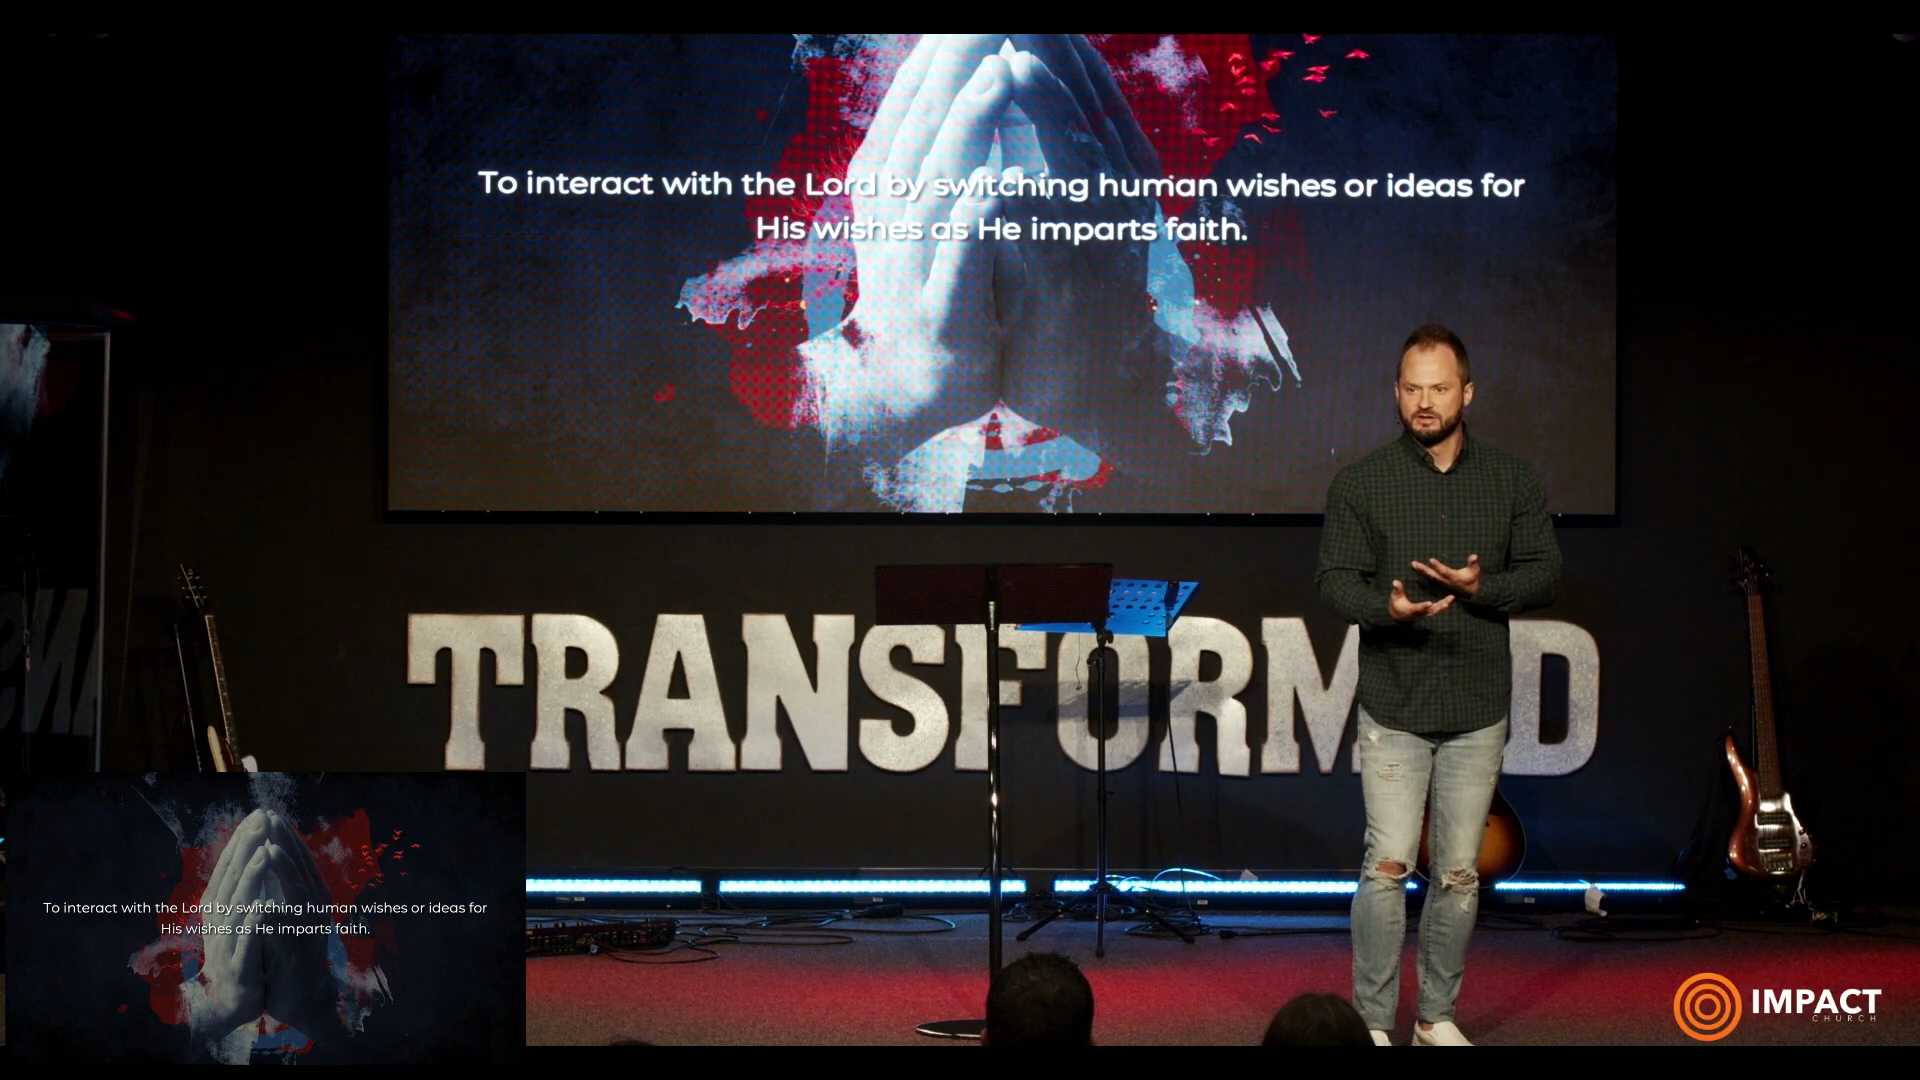 To interact with the Lord by switching human wishes or ideas for
His wishes as He imparts faith.
TRANSFORM D
To interact with the Lord by switching human wishes or ideas for
His wishes as He imparts faith.
IMPACT
CHURCH